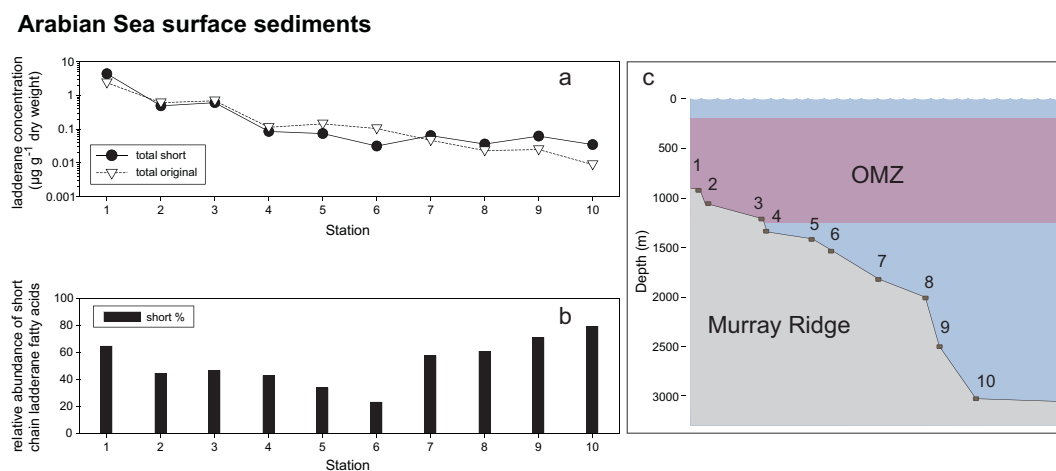 Arabian Sea surface sediments
a
ladderane concentration
(µg g⁻¹ dry weight)
10
1
0.1
0.01
0.001
total short
total original
1 2 3 4 5 6 7 8 9 10
Station
b
relative abundance of short
chain ladderane fatty acids
100
80
60
40
20
0
short %
1 2 3 4 5 6 7 8 9 10
Station
c
Depth (m)
0
500
1000
1500
2000
2500
3000
OMZ
1
2
3
4
5
6
7
8
9
10
Murray Ridge